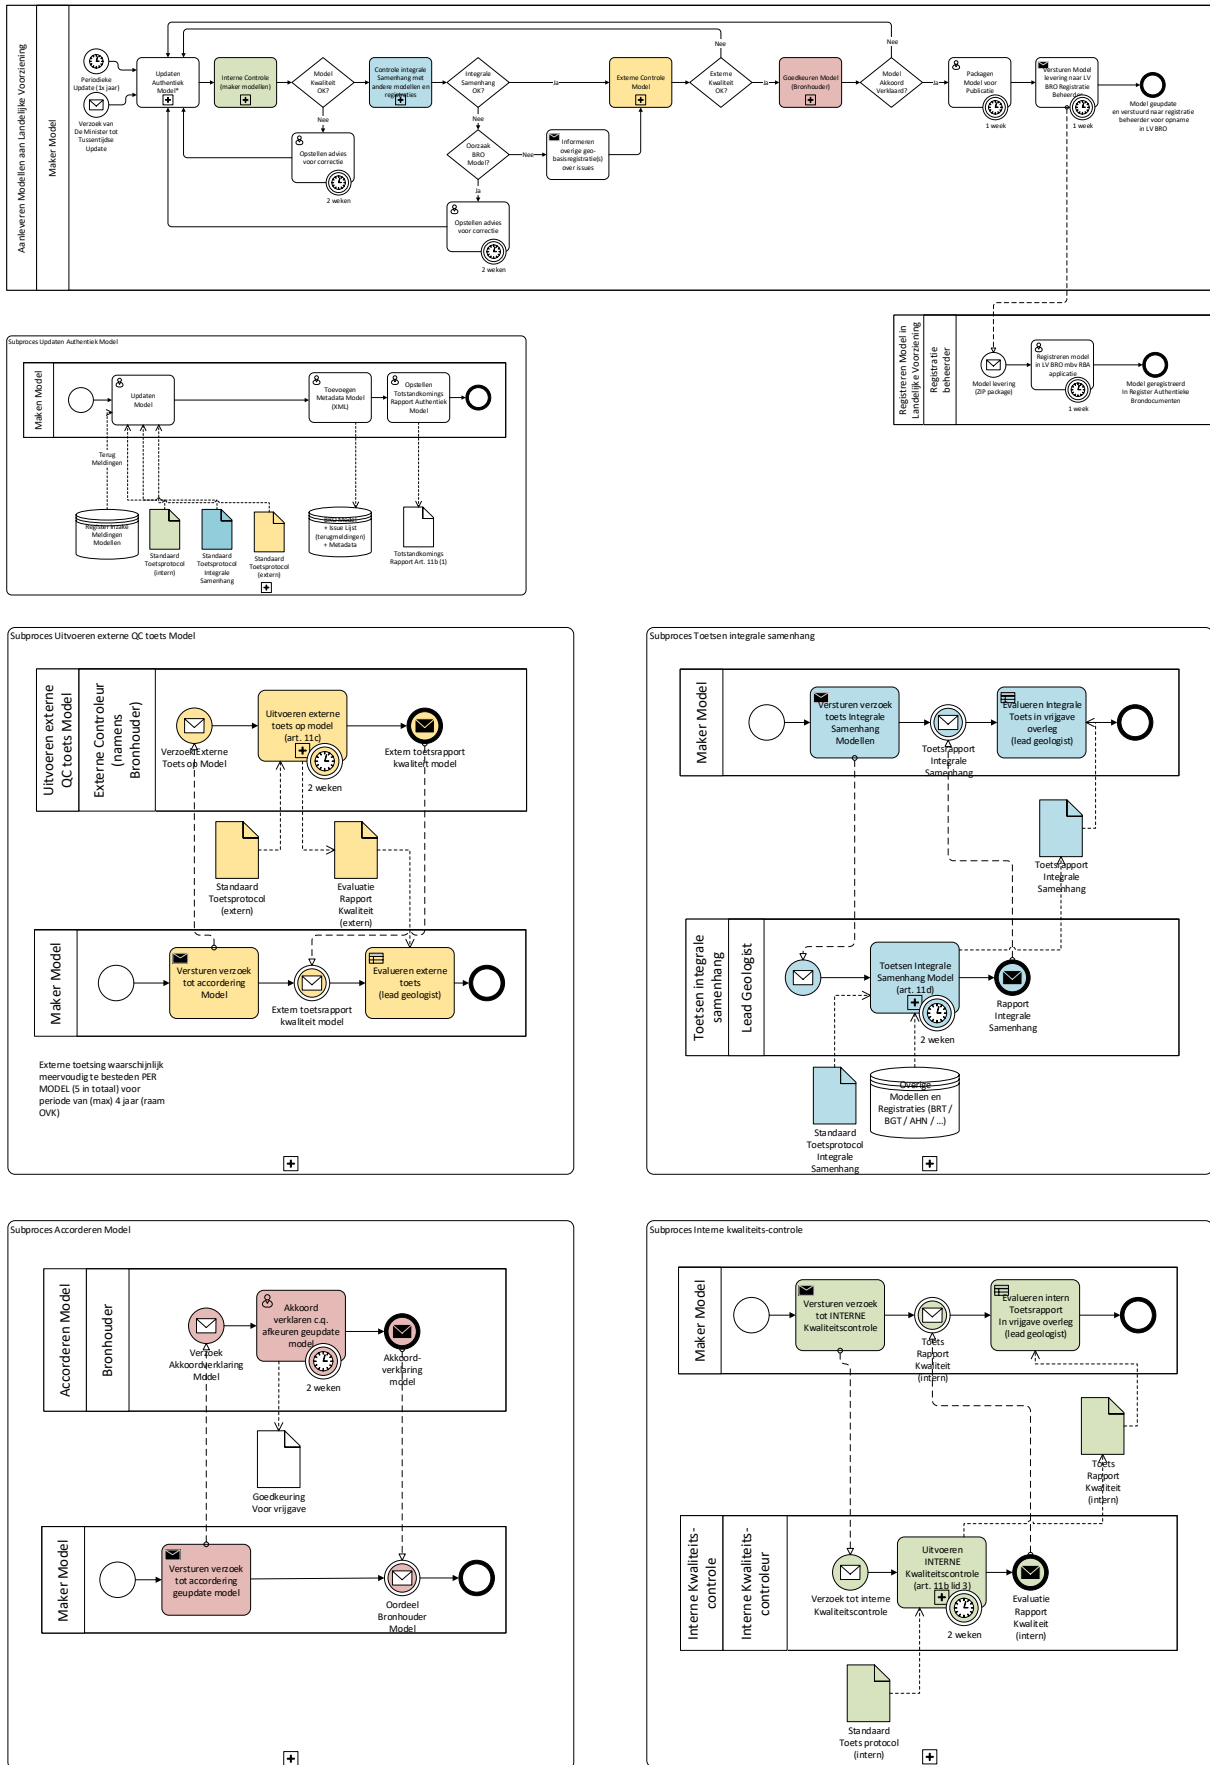 Aanleveren Modellen aan Landelijke Voorziening
Maker Model
Periodieke
Update (1x jaar)
Verzoek van
De Minister tot
Tussentijdse
Update
Updaten
Authentiek
Model*
Interne Controle
(maker modellen)
Model
Kwaliteit
OK?
Nee
Opstellen advies
voor correctie
2 weken
Controle integrale
Samenhang met
andere modellen en
registraties
Integrale
Samenhang
OK?
Ja
Nee
Oorzaak
BRO
Model?
Nee
Ja
Opstellen advies
voor correctie
2 weken
Informeren
overige geo-
basisregistratie(s)
over issues
Externe Controle
Model
Nee
Externe
Kwaliteit
OK?
Ja
Goedkeuren Model
(Bronhouder)
Nee
Model
Akkoord
Verklaard?
Ja
Packagen
Model voor
Publicatie
1 week
Versturen Model
levering naar LV
BRO Registratie
Beheerder
1 week
Model geupdate
en verstuurd naar registratie
beheerder voor opname
in LV BRO
Registreren Model in
Landelijke Voorziening
Registratie
beheerder
Model levering
(ZIP package)
Registreren model
in LV BRO mbv RBA
applicatie
1 week
Model geregistreerd
In Register Authentieke
Brondocumenten
Subproces Updaten Authentiek Model
Maken Model
Updaten
Model
Toevoegen
Metadata Model
(XML)
Opstellen
Totstandkomings
Rapport Authentiek
Model
Terug
Meldingen
Register Inzake
Meldingen
Modellen
Standaard
Toetsprotocol
(intern)
Standaard
Toetsprotocol
Integrale
Samenhang
Standaard
Toetsprotocol
(extern)
BRO Model
+ Issue Lijst
(terugmeldingen)
+ Metadata
Totstandkomings
Rapport Art. 11b (1)
Subproces Uitvoeren externe QC toets Model
Uitvoeren externe
QC toets Model
Externe Controleur
(namens
Bronhouder)
Verzoek Externe
Toets op Model
Uitvoeren externe
toets op model
(art. 11c)
2 weken
Extern toetsrapport
kwaliteit model
Standaard
Toetsprotocol
(extern)
Evaluatie
Rapport
Kwaliteit
(extern)
Maker Model
Versturen verzoek
tot accordering
Model
Extern toetsrapport
kwaliteit model
Evalueren externe
toets
(lead geologist)
Externe toetsing waarschijnlijk
meervoudig te besteden PER
MODEL (5 in totaal) voor
periode van (max) 4 jaar (raam
OVK)
Subproces Toetsen integrale samenhang
Maker Model
Versturen verzoek
toets Integrale
Samenhang
Modellen
Toetsrapport
Integrale
Samenhang
Evalueren Integrale
Toets in vrijgave
overleg
(lead geologist)
Toetsrapport
Integrale
Samenhang
Toetsen integrale
samenhang
Lead Geologist
Toetsen Integrale
Samenhang Model
(art. 11d)
2 weken
Rapport
Integrale
Samenhang
Standaard
Toetsprotocol
Integrale
Samenhang
Overige
Modellen en
Registraties (BRT /
BGT / AHN / ...)
Subproces Accorderen Model
Accorderen Model
Bronhouder
Verzoek
Akkoordverklaring
Model
Akkoord
verklaren c.q.
afkeuren geupdate
model
2 weken
Akkoord-
verklaring
model
Goedkeuring
Voor vrijgave
Maker Model
Versturen verzoek
tot accordering
geupdate model
Oordeel
Bronhouder
Model
Subproces Interne kwaliteits-controle
Maker Model
Versturen verzoek
tot INTERNE
Kwaliteitscontrole
Toets
Rapport
Kwaliteit
(intern)
Evalueren intern
Toetsrapport
In vrijgave overleg
(lead geologist)
Toets
Rapport
Kwaliteit
(intern)
Interne Kwaliteits-
controle
Interne Kwaliteits-
controleur
Verzoek tot interne
Kwaliteitscontrole
Uitvoeren
INTERNE
Kwaliteitscontrole
(art. 11b lid 3)
2 weken
Evaluatie
Rapport
Kwaliteit
(intern)
Standaard
Toets protocol
(intern)